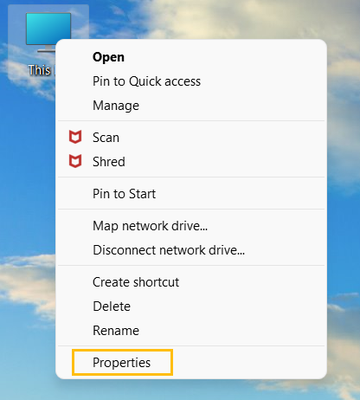 This
Open
Pin to Quick access
Manage
Scan
Shred
Pin to Start
Map network drive...
Disconnect network drive...
Create shortcut
Delete
Rename
Properties